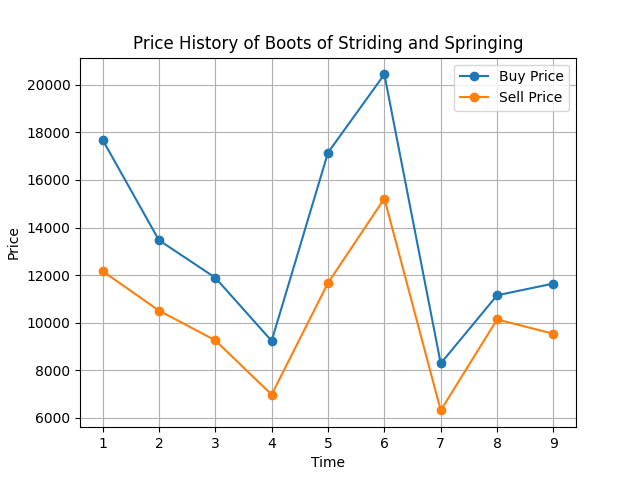 Price History of Boots of Striding and Springing
Buy Price
Sell Price
20000
18000
16000
14000
12000
10000
8000
6000
Price
1 2 3 4 5 6 7 8 9
Time